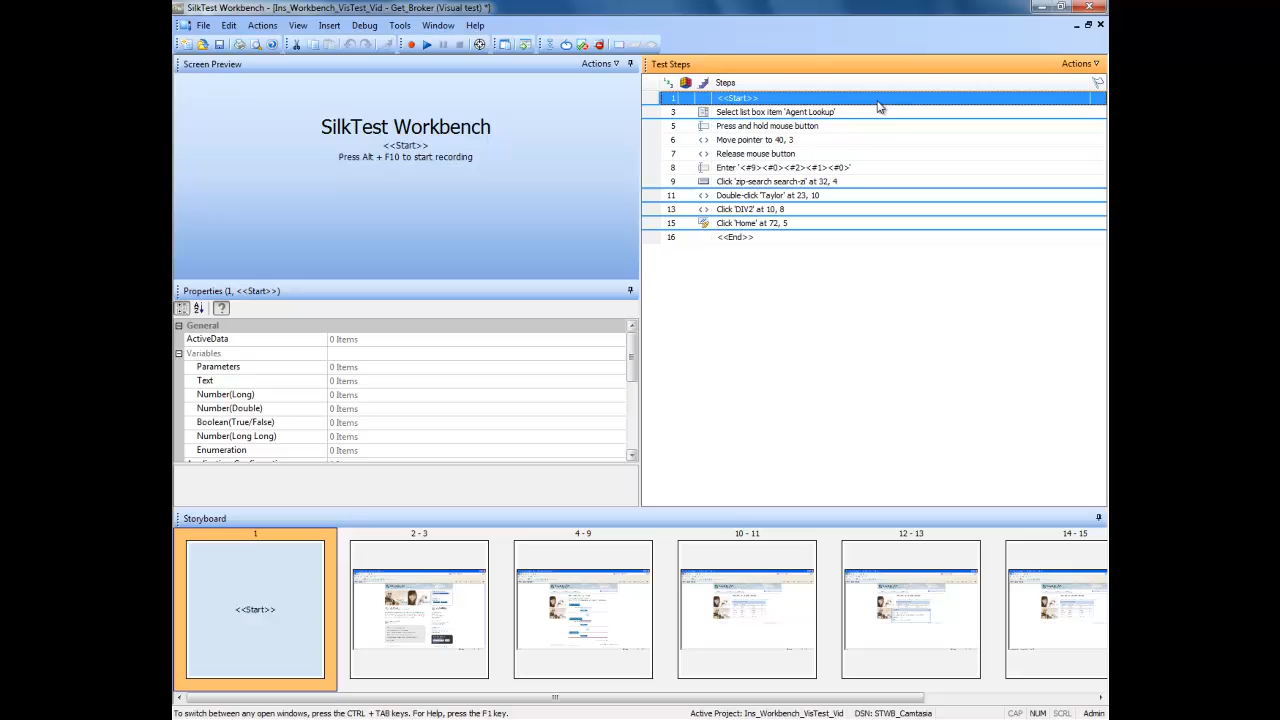 SilkTest Workbench - [Ins_Workbench_VisTest_Vid - Get_Broker (Visual test) *]
File Edit Actions View Insert Debug Tools Window Help
Screen Preview Actions
SilkTest Workbench
<<Start>>
Press Alt + F10 to start recording
Properties (1, <<Start>>)
General
ActiveData 0 Items
Variables
Parameters 0 Items
Text 0 Items
Number(Long) 0 Items
Number(Double) 0 Items
Boolean(True/False) 0 Items
Number(Long Long) 0 Items
Enumeration 0 Items
Test Steps Actions
Steps
1 <<Start>>
3 Select list box item 'Agent Lookup'
5 Press and hold mouse button
6 Move pointer to 40, 3
7 Release mouse button
8 Enter '<#9><#0><#2><#1><#0>'
9 Click 'zip-search search-zi' at 32, 4
11 Double-click 'Taylor' at 23, 10
13 Click 'DIV2' at 10, 8
15 Click 'Home' at 72, 5
16 <<End>>
Storyboard
1 2 - 3 4 - 9 10 - 11 12 - 13 14 - 15
<<Start>>
To switch between any open windows, press the CTRL + TAB keys. For Help, press the F1 key. Active Project: Ins_Workbench_VisTest_Vid DSN: STWB_Camtasia CAP NUM SCRL Admin